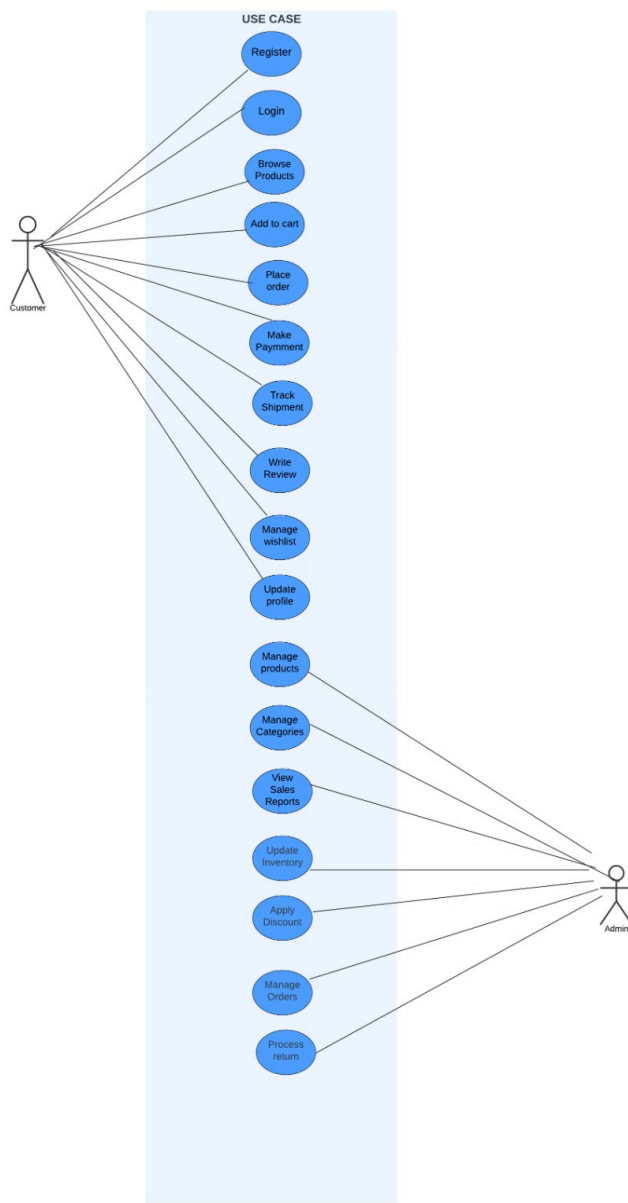 USE CASE
Register
Login
Browse
Products
Add to cart
Place
order
Customer
Make
Paymment
Track
Shipment
Write
Review
Manage
wishlist
Update
profile
Manage
products
Manage
Categories
View
Sales
Reports
Update
Inventory
Apply
Discount
Admin
Manage
Orders
Process
return